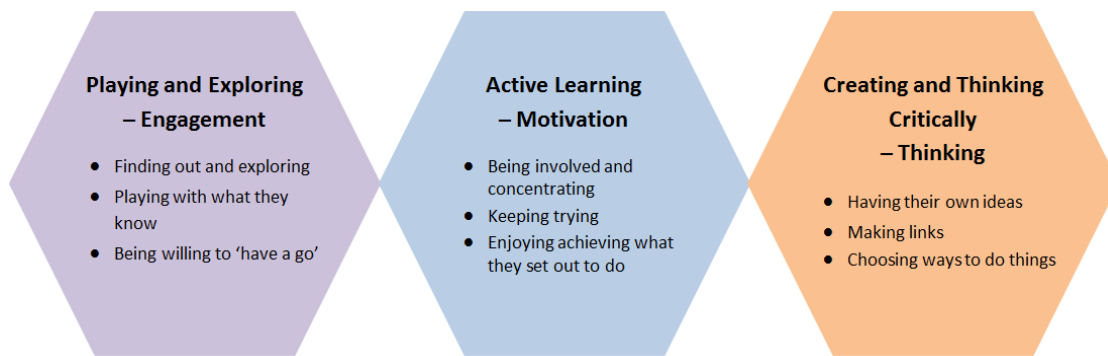 Playing and Exploring
– Engagement
● Finding out and exploring
● Playing with what they
know
● Being willing to ‘have a go’
Active Learning
– Motivation
● Being involved and
concentrating
● Keeping trying
● Enjoying achieving what
they set out to do
Creating and Thinking
Critically
– Thinking
● Having their own ideas
● Making links
● Choosing ways to do things